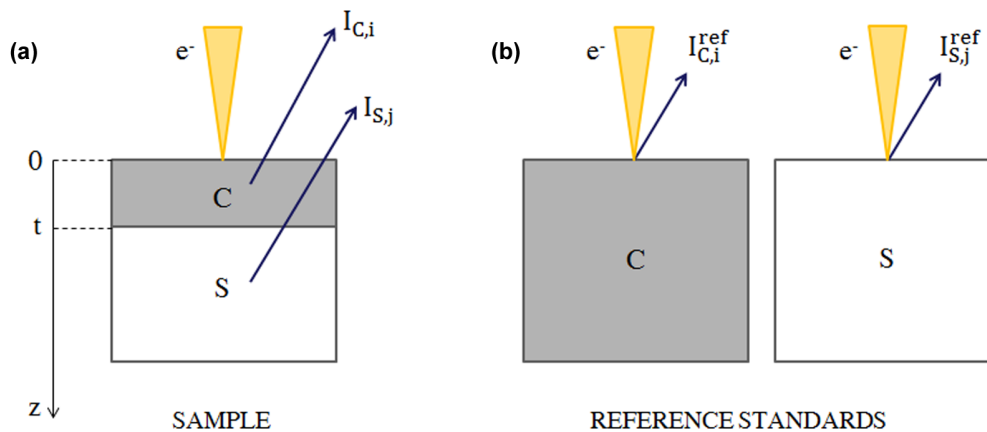 (a)
e-
I_C,i
I_S,j
0
C
t
S
z
SAMPLE
(b)
e-
I_C,i^ref
e-
I_S,j^ref
C
S
REFERENCE STANDARDS